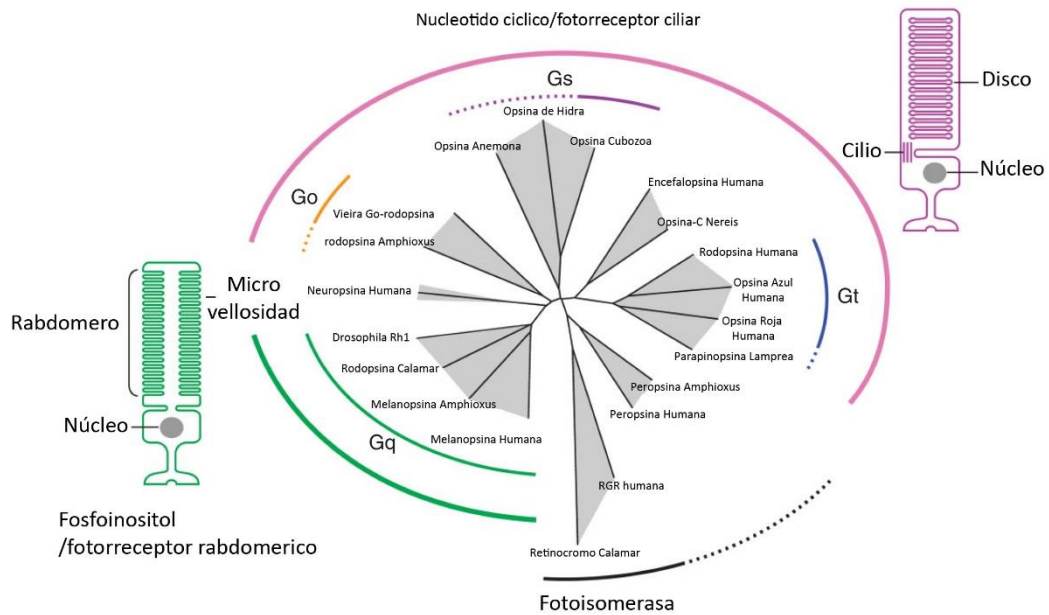 Nucleotido ciclico/fotorreceptor ciliar
Gs
Opsina de Hidra
Opsina Anemona
Opsina Cubozoa
Disco
Cilio
Núcleo
Encefalopsina Humana
Opsina-C Nereis
Go
Vieira Go-rodopsina
rodopsina Amphioxus
Rodopsina Humana
Opsina Azul
Humana
Gt
Opsina Roja
Humana
Parapinopsina Lamprea
Micro
vellosidad
Rabdomero
Neuropsina Humana
Drosophila Rh1
Rodopsina Calamar
Melanopsina Amphioxus
Melanopsina Humana
Gq
Peropsina Amphioxus
Peropsina Humana
Núcleo
RGR humana
Fosfoinositol
/fotorreceptor rabdomerico
Retinocromo Calamar
Fotoisomerasa